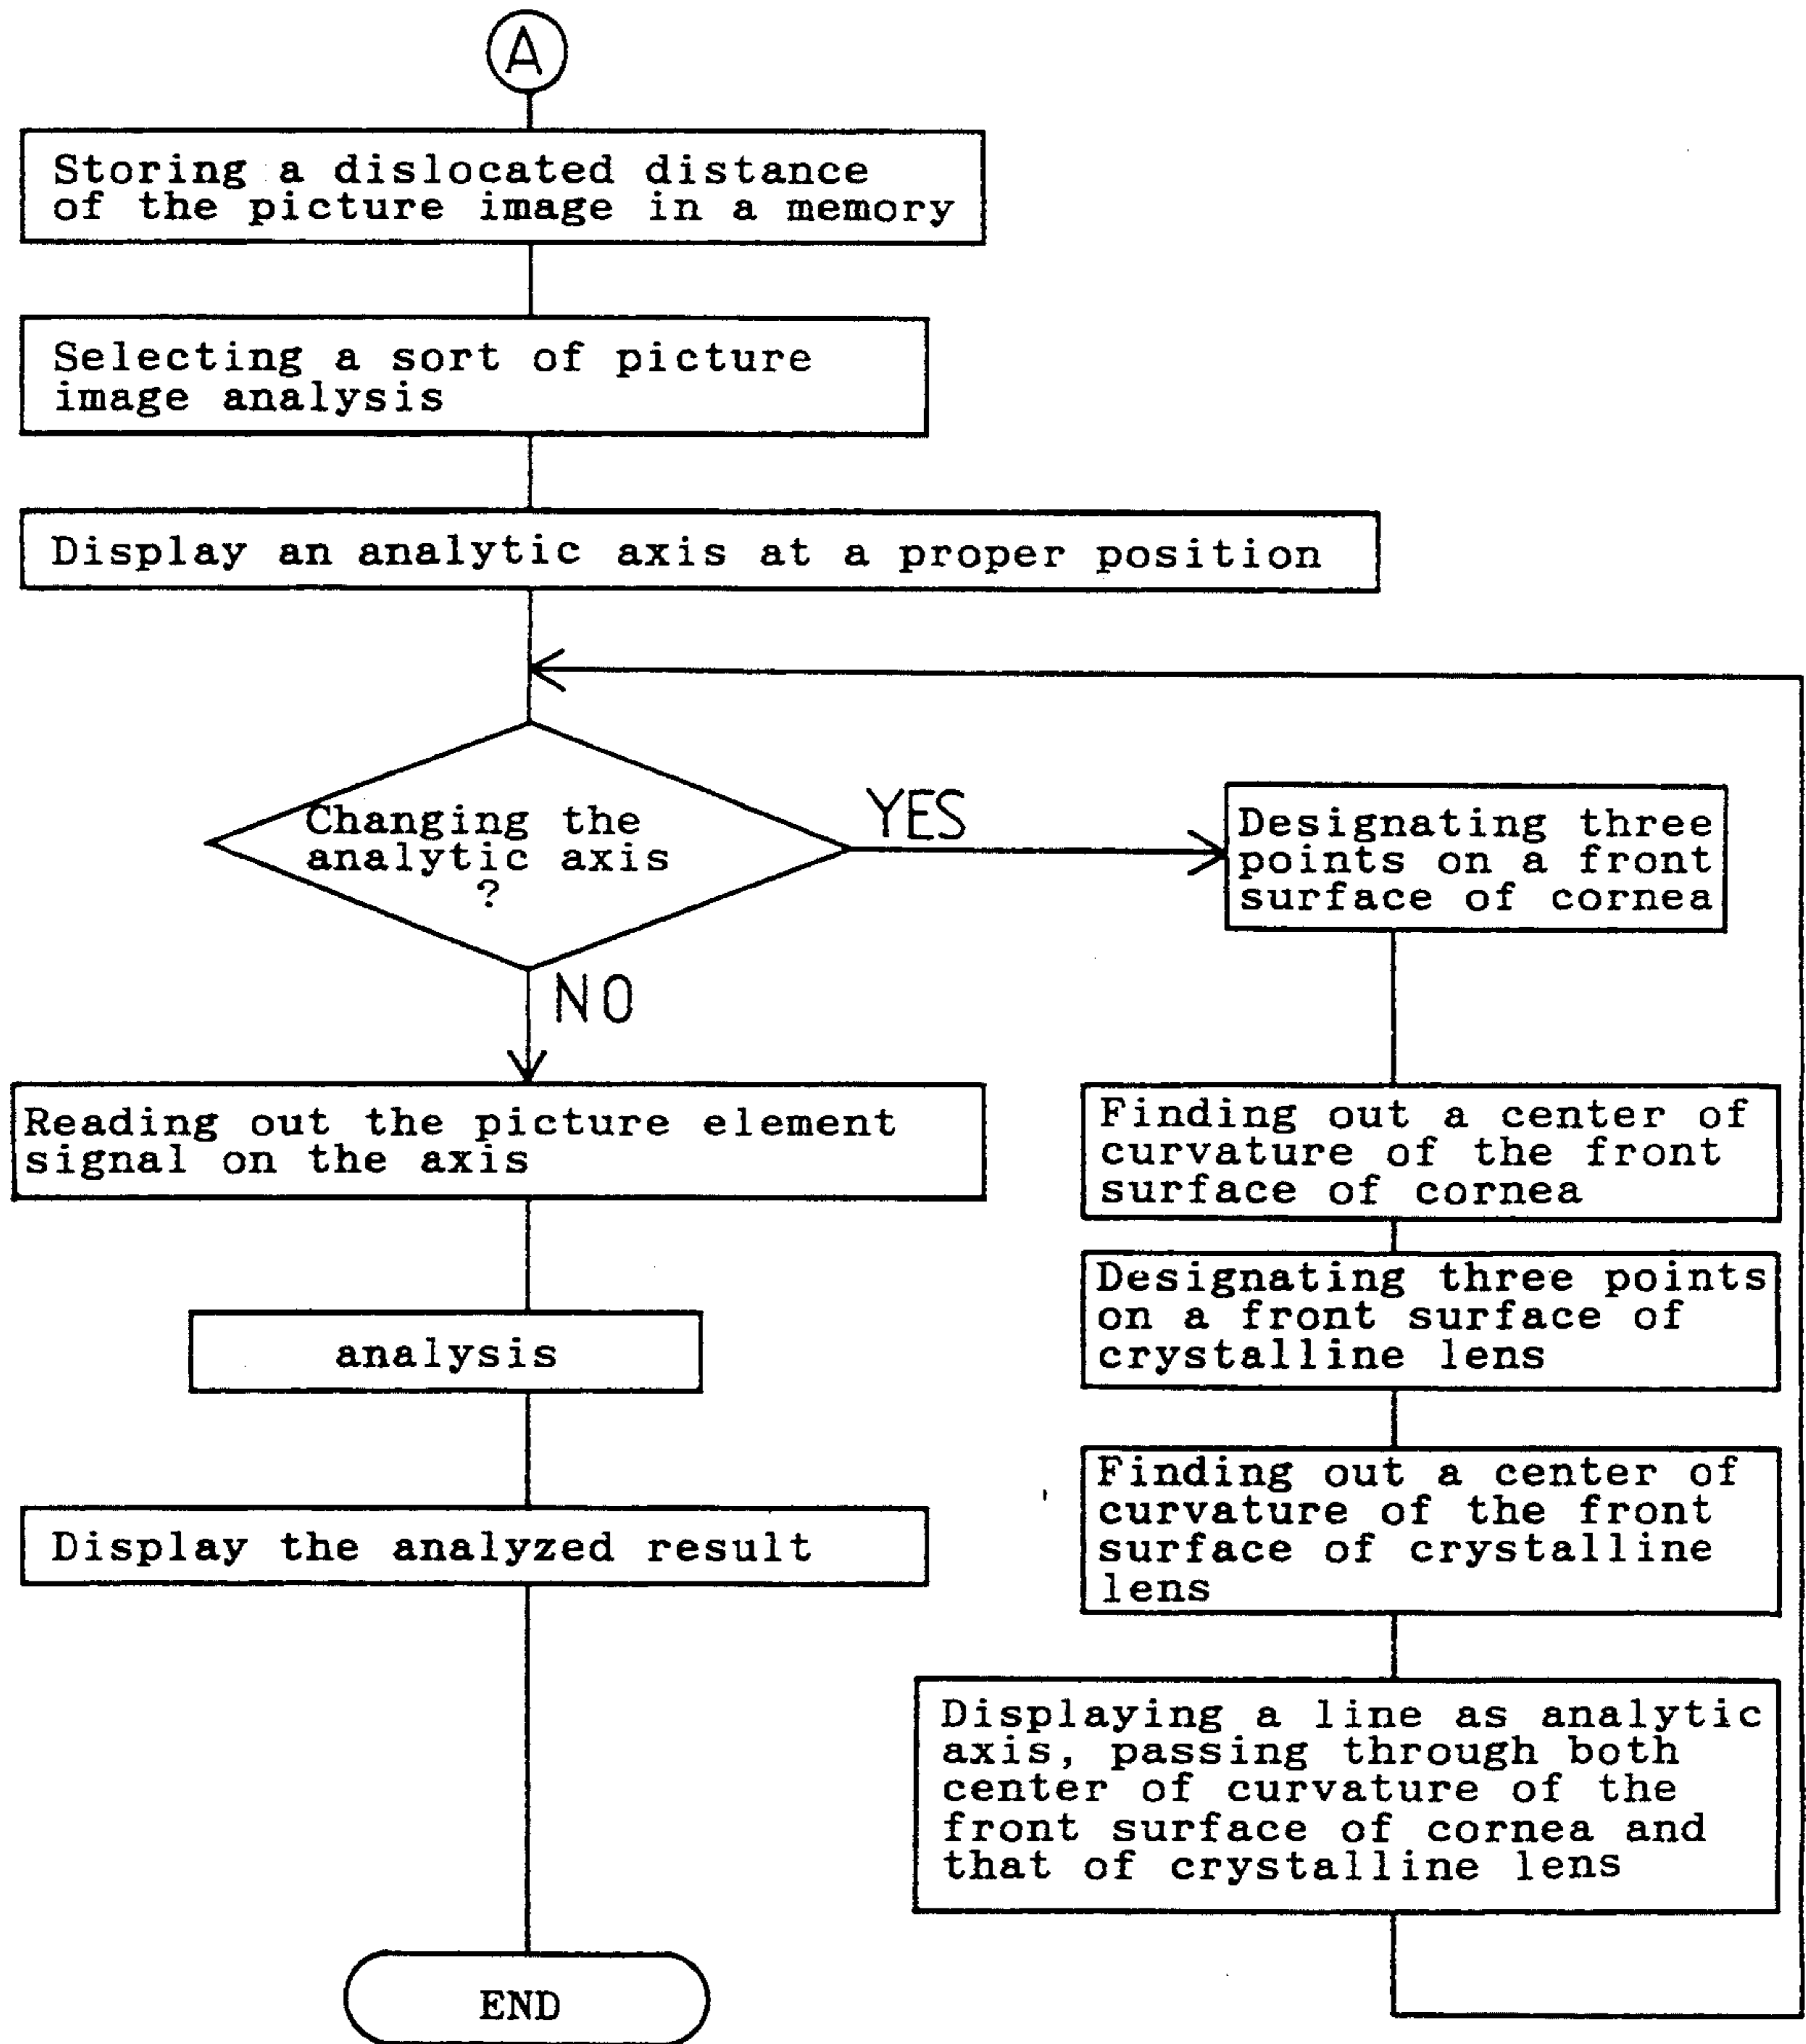 A
Storing a dislocated distance
of the picture image in a memory
Selecting a sort of picture
image analysis
Display an analytic axis at a proper position
Changing the
analytic axis
?
YES
Designating three
points on a front
surface of cornea
NO
Reading out the picture element
signal on the axis
Finding out a center of
curvature of the front
surface of cornea
Designating three points
on a front surface of
crystalline lens
analysis
Finding out a center of
curvature of the front
surface of crystalline
lens
Display the analyzed result
Displaying a line as analytic
axis, passing through both
center of curvature of the
front surface of cornea and
that of crystalline lens
END